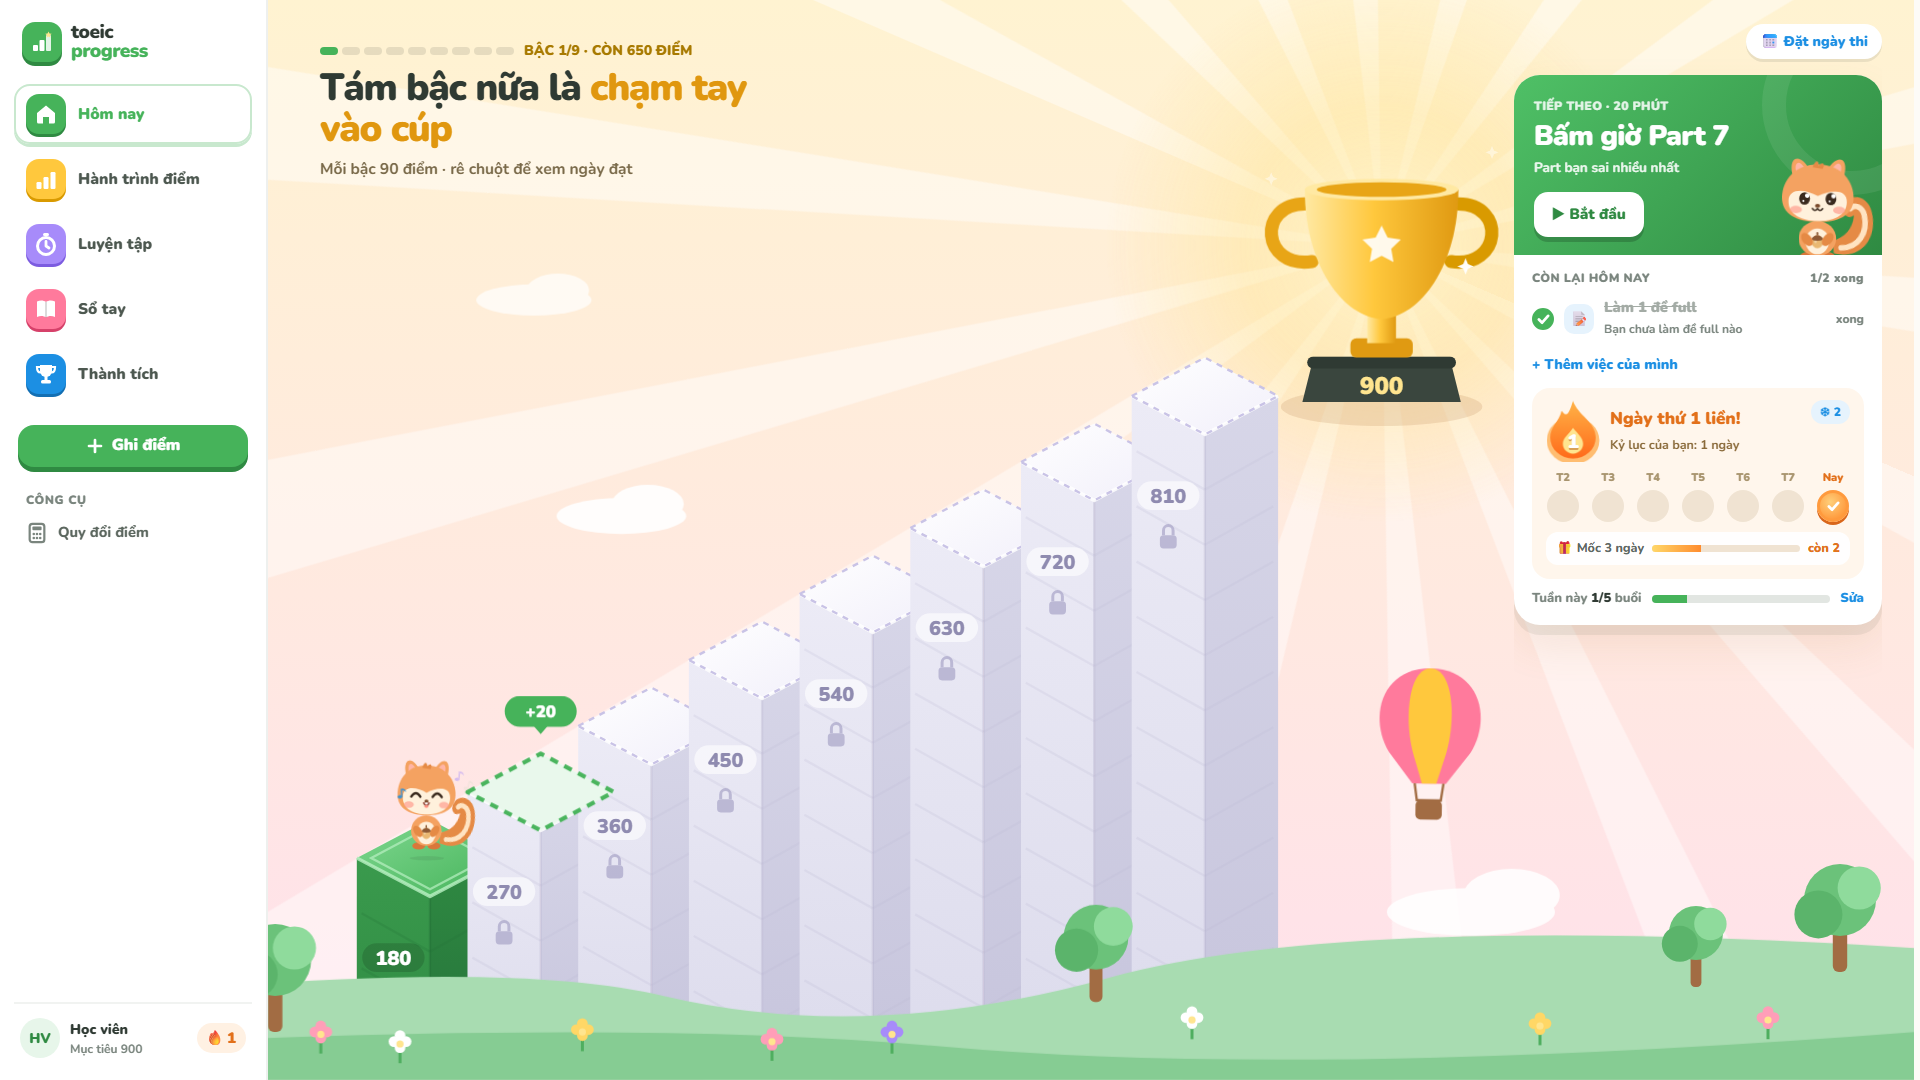 toeic
progress
Hôm nay
Hành trình điểm
Luyện tập
Sổ tay
Thành tích
+ Ghi điểm
CÔNG CỤ
Quy đổi điểm
HV
Học viên
Mục tiêu 900
1
BẬC 1/9 · CÒN 650 ĐIỂM
Tám bậc nữa là chạm tay
vào cúp
Mỗi bậc 90 điểm · rê chuột để xem ngày đạt
900
810
720
630
540
450
+20
360
270
180
Đặt ngày thi
TIẾP THEO · 20 PHÚT
Bấm giờ Part 7
Part bạn sai nhiều nhất
Bắt đầu
CÒN LẠI HÔM NAY 1/2 xong
Làm 1 đề full
Bạn chưa làm đề full nào
xong
+ Thêm việc của mình
1
Ngày thứ 1 liền!
2
Kỷ lục của bạn: 1 ngày
T2 T3 T4 T5 T6 T7 Nay
Mốc 3 ngày còn 2
Tuần này 1/5 buổi Sửa